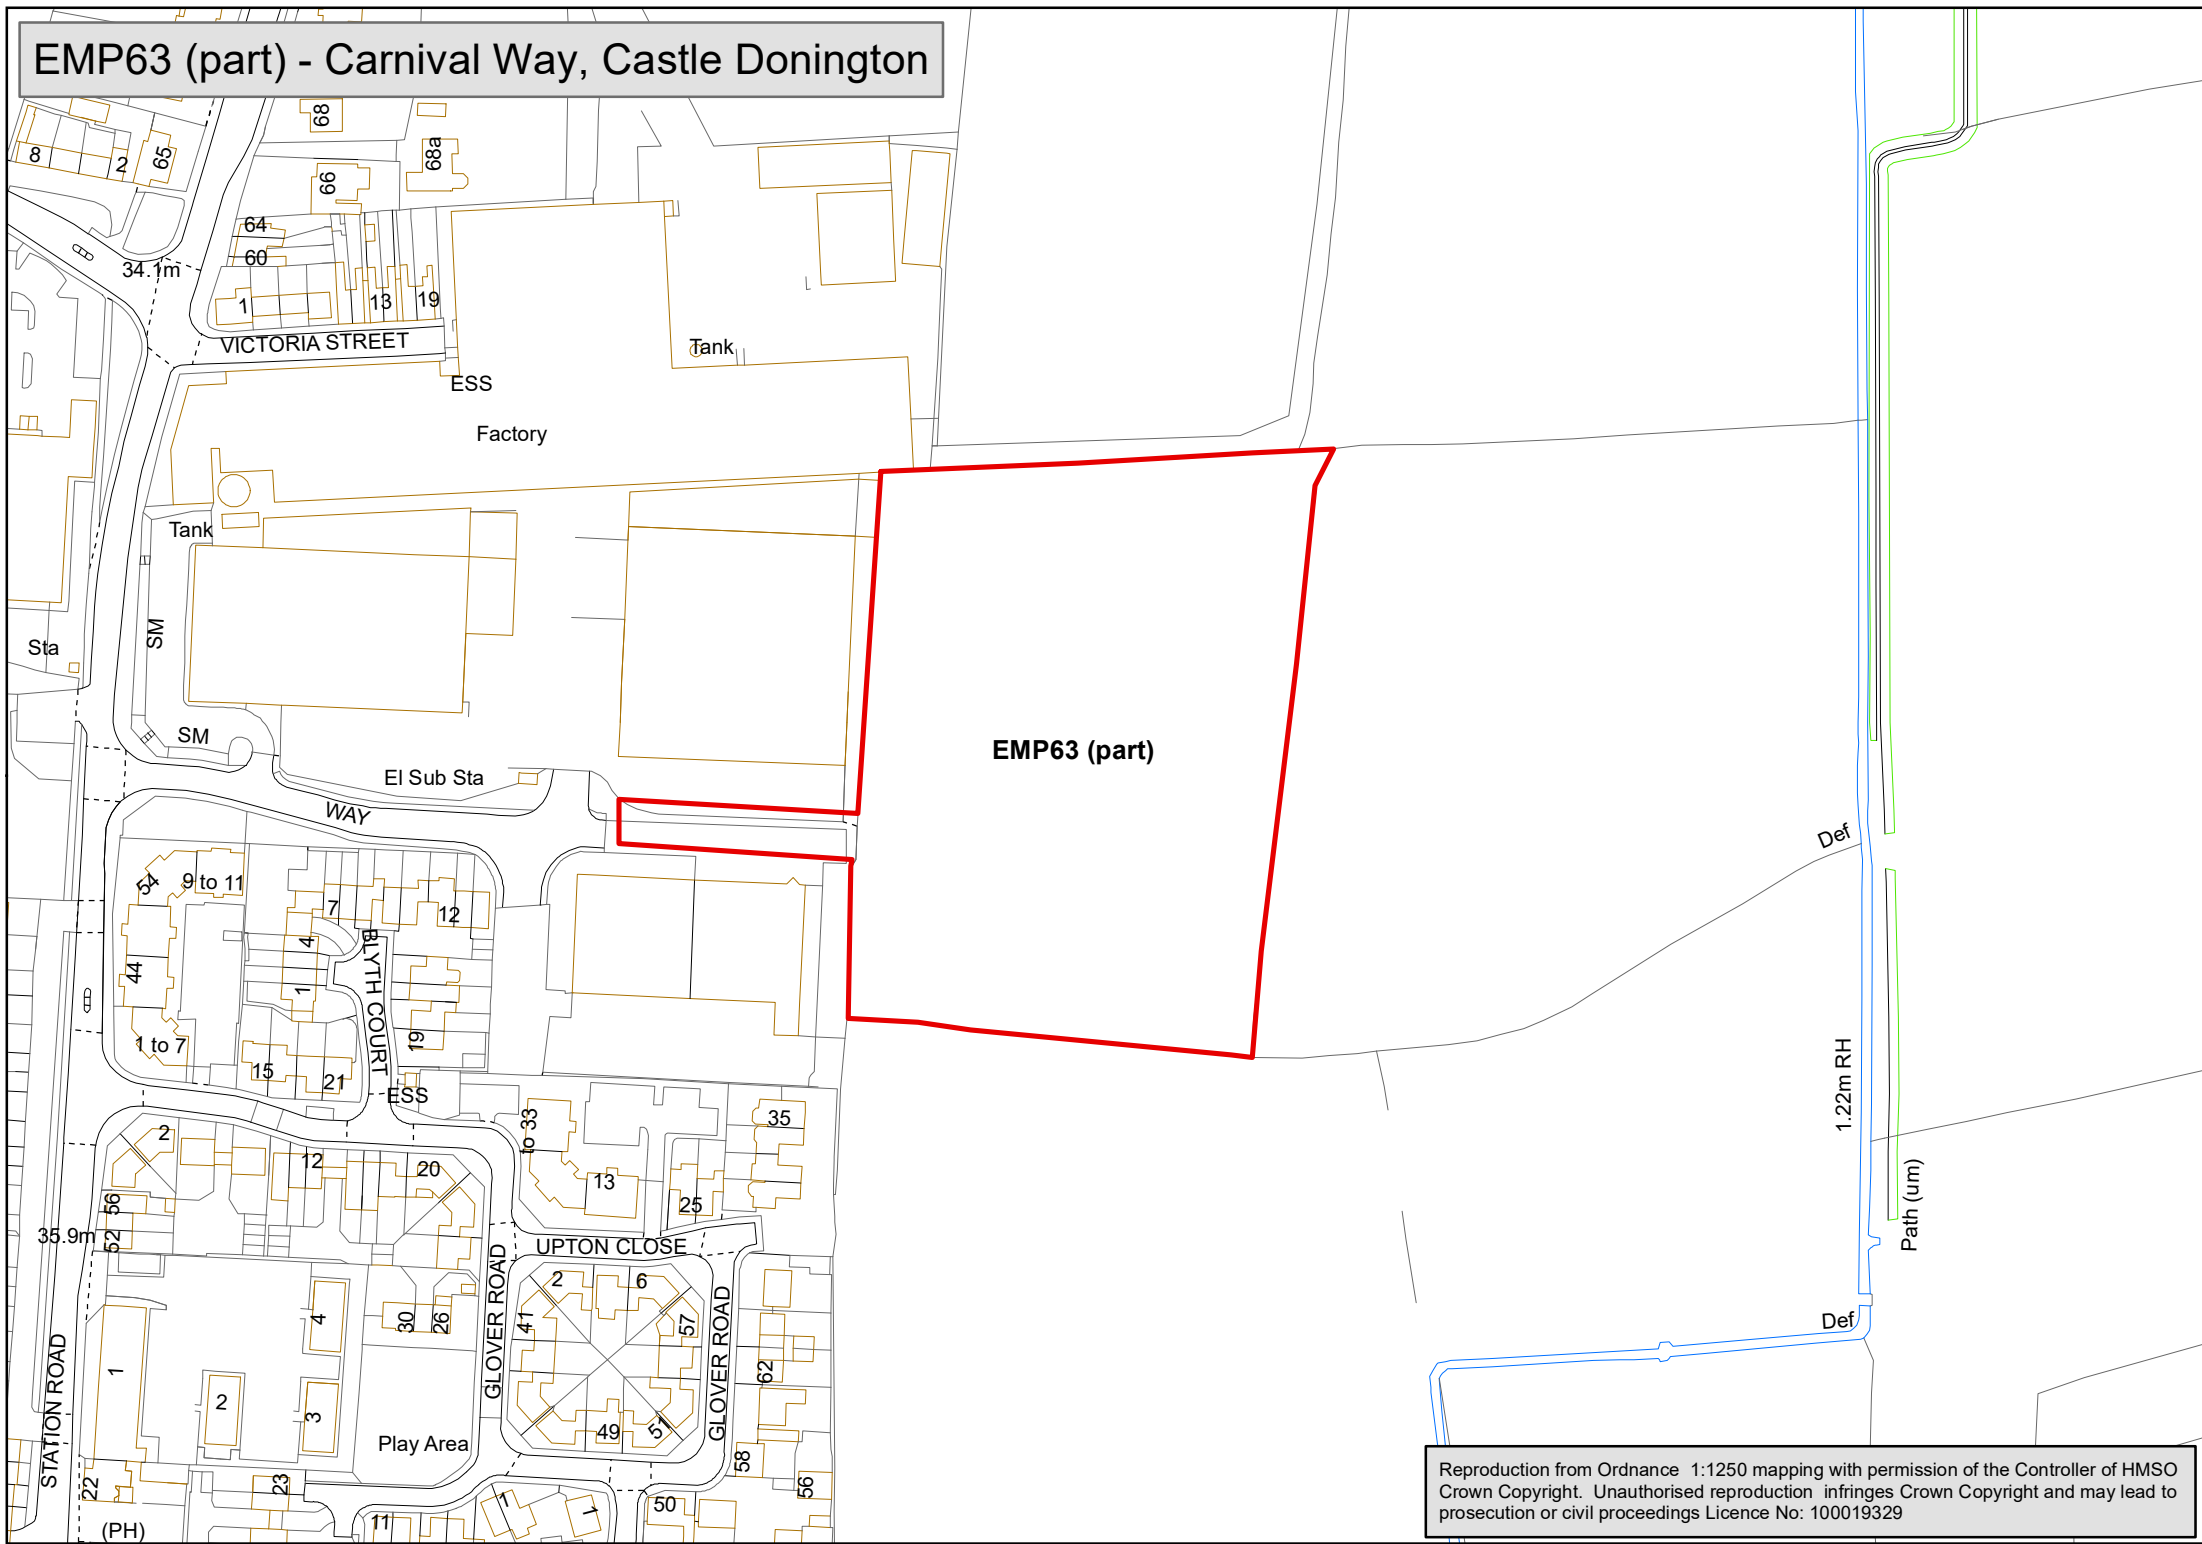 EMP63 (part) - Carnival Way, Castle Donington
68
68a
8
2
65
66
64
60
34.1m
1
13
19
VICTORIA STREET
Tank
ESS
Factory
Tank
SM
Sta
SM
EMP63 (part)
El Sub Sta
WAY
Def
54
9 to 11
7
12
4
BLYTH COURT
44
1
19
1 to 7
15
21
ESS
1.22m RH
to 33
35
2
12
20
13
25
56
52
35.9m
Path (um)
UPTON CLOSE
GLOVER ROAD
2
6
41
57
GLOVER ROAD
4
30
26
Def
STATION ROAD
1
62
2
3
49
51
Play Area
58
22
23
56
1
1
50
11
(PH)
Reproduction from Ordnance 1:1250 mapping with permission of the Controller of HMSO
Crown Copyright. Unauthorised reproduction infringes Crown Copyright and may lead to
prosecution or civil proceedings Licence No: 100019329